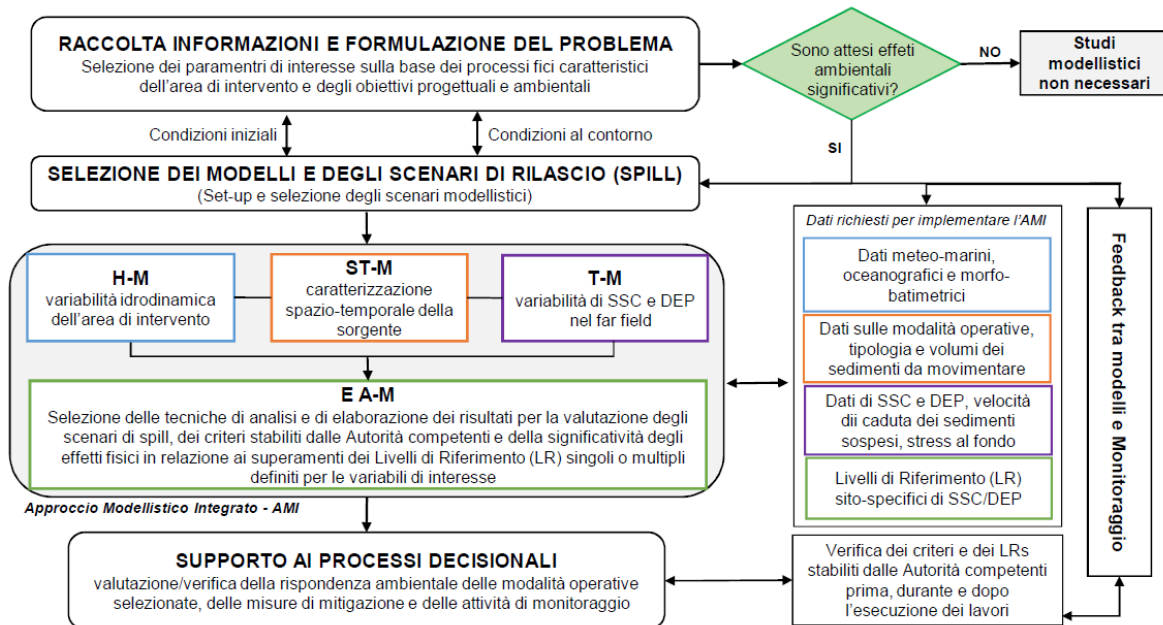 RACCOLTA INFORMAZIONI E FORMULAZIONE DEL PROBLEMA
Selezione dei paramentri di interesse sulla base dei processi fici caratteristici
dell'area di intervento e degli obiettivi progettuali e ambientali
Sono attesi effeti
ambientali
significativi?
NO
Studi
modellistici
non necessari
SI
Condizioni iniziali
Condizioni al contorno
SELEZIONE DEI MODELLI E DEGLI SCENARI DI RILASCIO (SPILL)
(Set-up e selezione degli scenari modellistici)
H-M
variabilità idrodinamica
dell'area di intervento
ST-M
caratterizzazione
spazio-temporale della
sorgente
T-M
variabilità di SSC e DEP
nel far field
E A-M
Selezione delle tecniche di analisi e di elaborazione dei risultati per la valutazione degli
scenari di spill, dei criteri stabiliti dalle Autorità competenti e della significatività degli
effetti fisici in relazione ai superamenti dei Livelli di Riferimento (LR) singoli o multipli
definiti per le variabili di interesse
Approccio Modellistico Integrato - AMI
Dati richiesti per implementare l'AMI
Dati meteo-marini,
oceanografici e morfo-
batimetrici
Dati sulle modalità operative,
tipologia e volumi dei
sedimenti da movimentare
Dati di SSC e DEP, velocità
dii caduta dei sedimenti
sospesi, stress al fondo
Livelli di Riferimento (LR)
sito-specifici di SSC/DEP
Feedback tra modelli e Monitoraggio
SUPPORTO AI PROCESSI DECISIONALI
valutazione/verifica della rispondenza ambientale delle modalità operative
selezionate, delle misure di mitigazione e delle attività di monitoraggio
Verifica dei criteri e dei LRs
stabiliti dalle Autorità competenti
prima, durante e dopo
l'esecuzione dei lavori